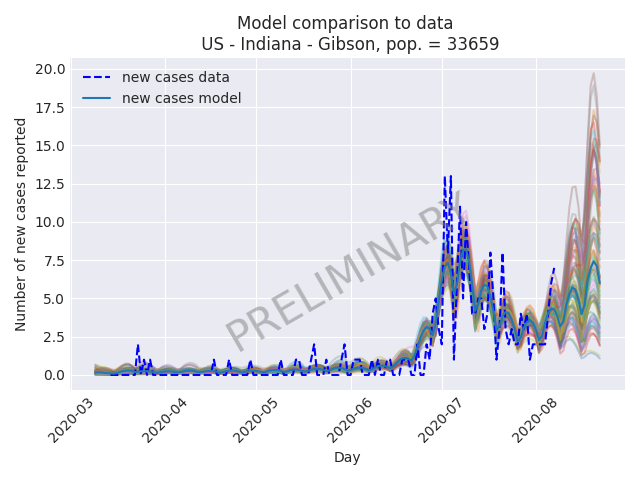 Model comparison to data
US - Indiana - Gibson, pop. = 33659
20.0
17.5
15.0
12.5
10.0
7.5
5.0
2.5
0.0
Number of new cases reported
new cases data
new cases model
PRELIMINARY
2020-03
2020-04
2020-05
2020-06
2020-07
2020-08
Day